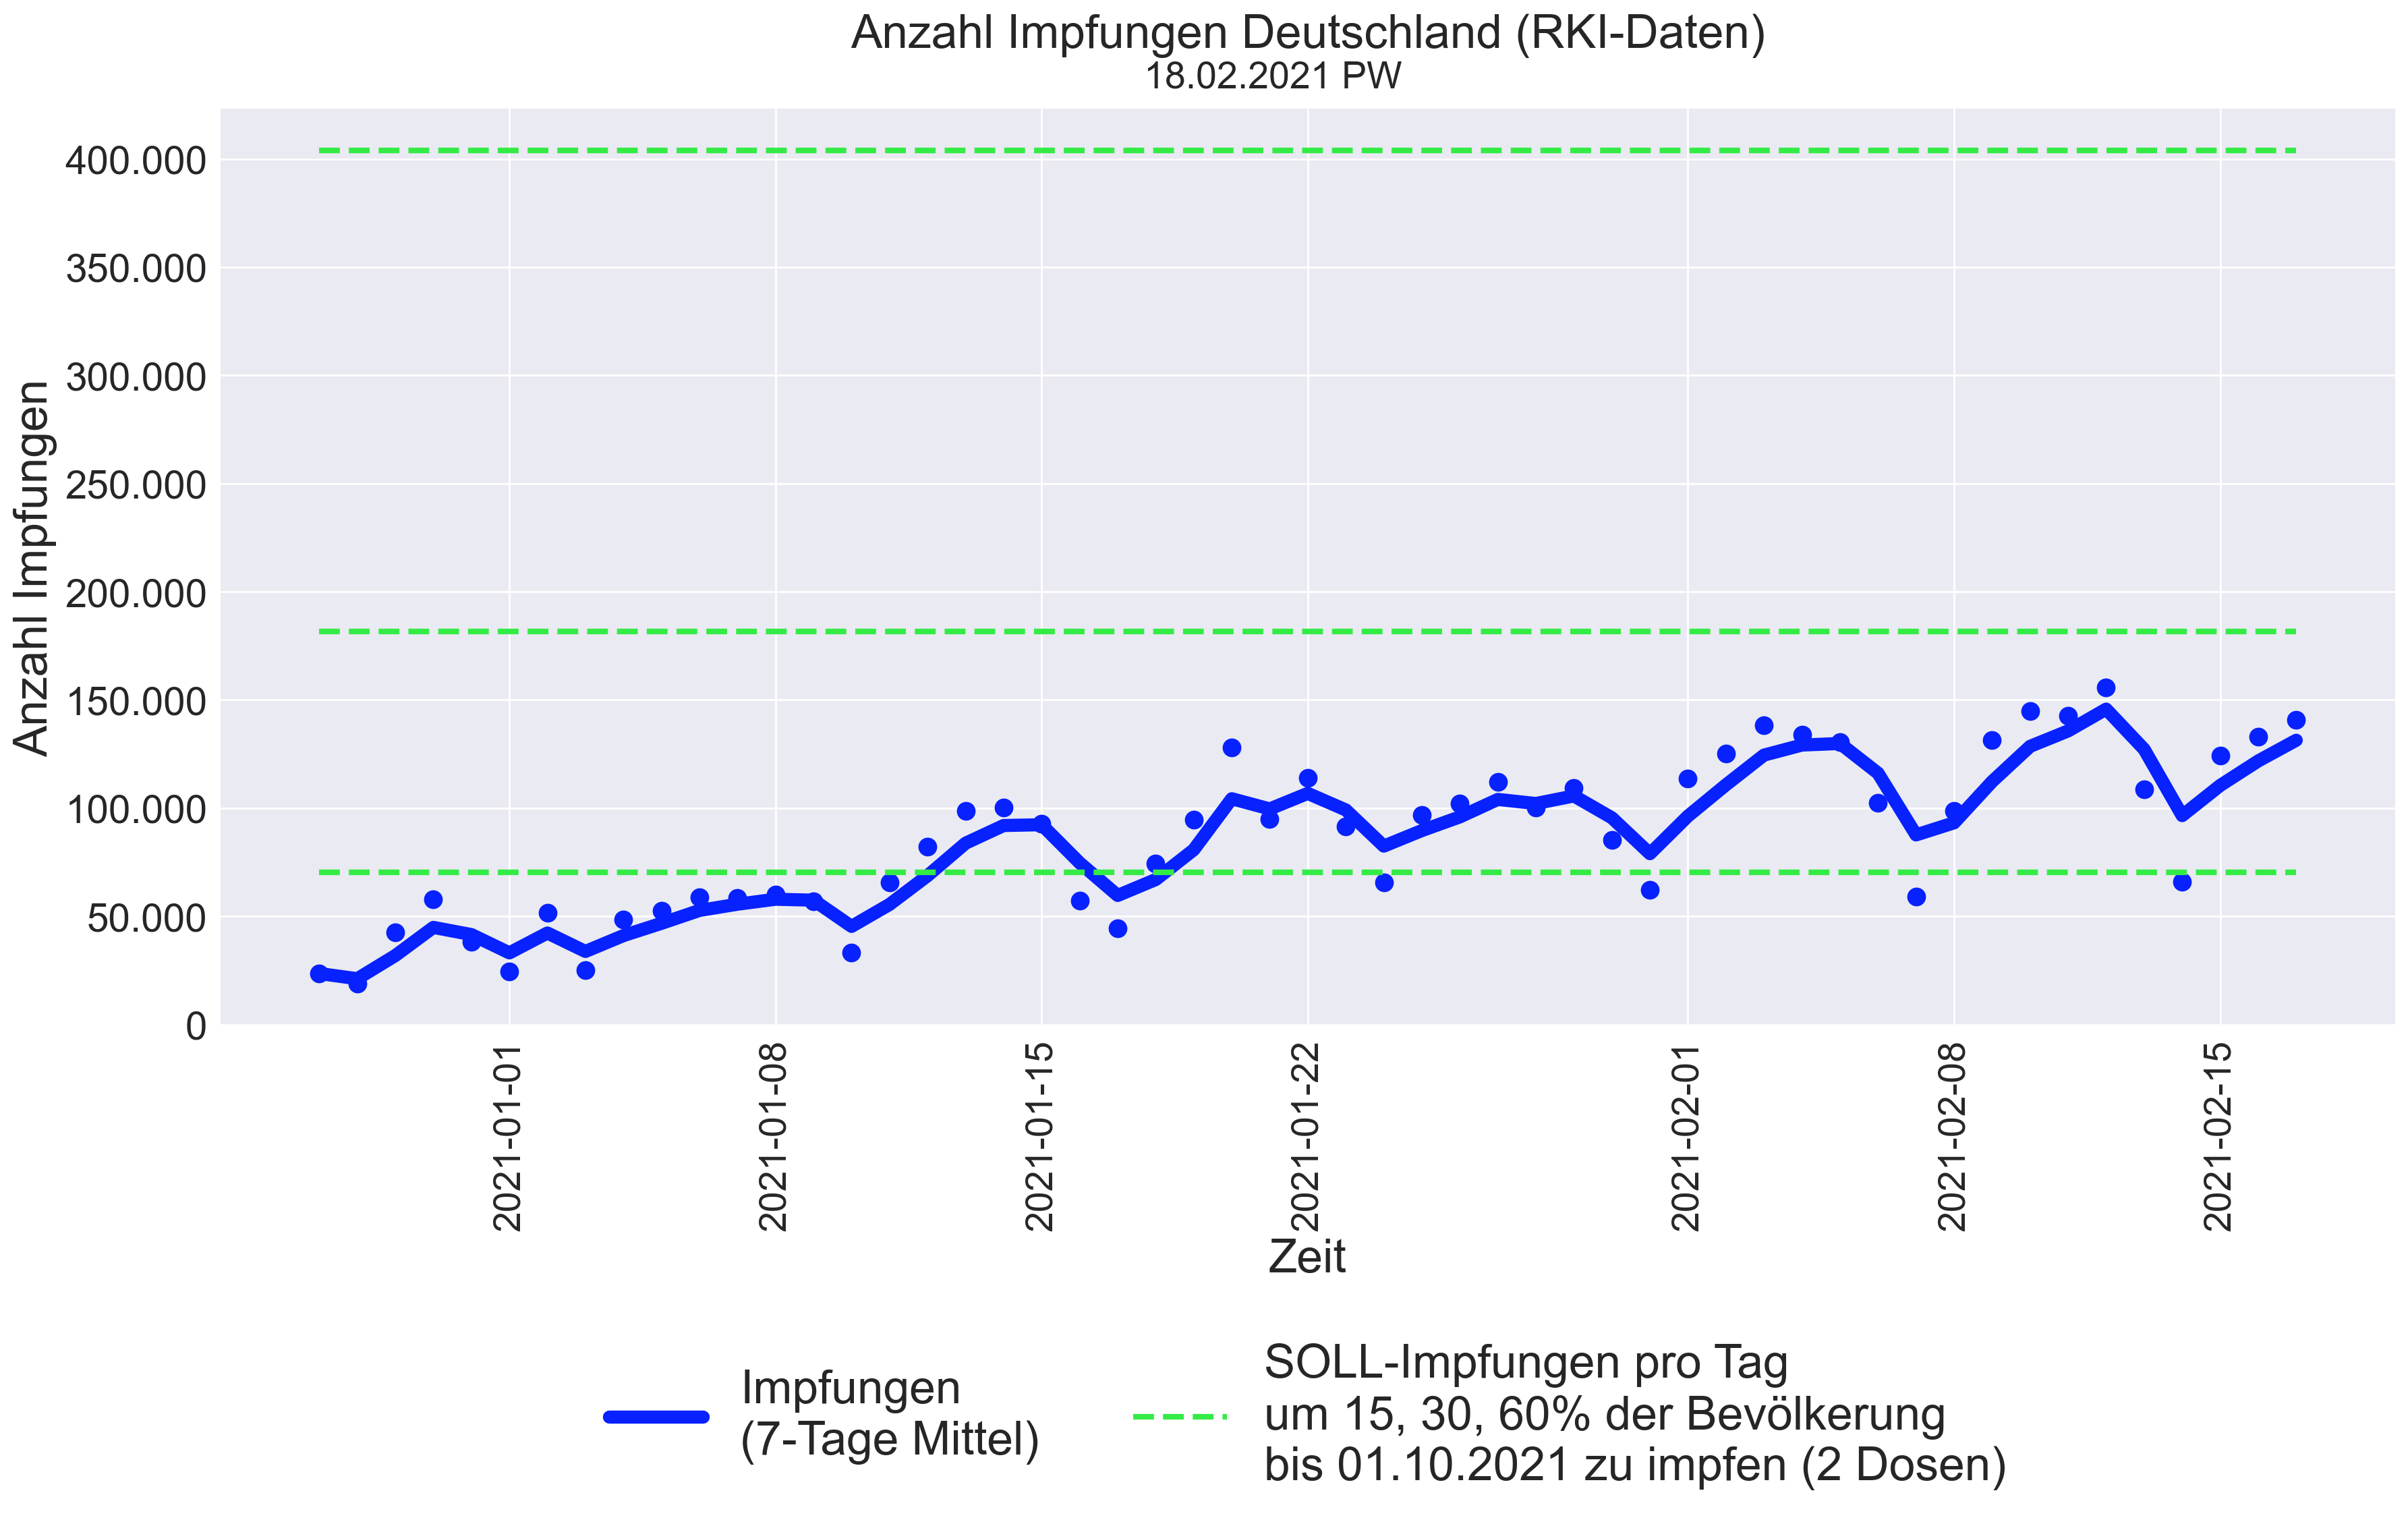 Anzahl Impfungen Deutschland (RKI-Daten)
18.02.2021 PW
Anzahl Impfungen
400.000
350.000
300.000
250.000
200.000
150.000
100.000
50.000
0
2021-01-01
2021-01-08
2021-01-15
2021-01-22
2021-02-01
2021-02-08
2021-02-15
Zeit
Impfungen
(7-Tage Mittel)
SOLL-Impfungen pro Tag
um 15, 30, 60% der Bevölkerung
bis 01.10.2021 zu impfen (2 Dosen)